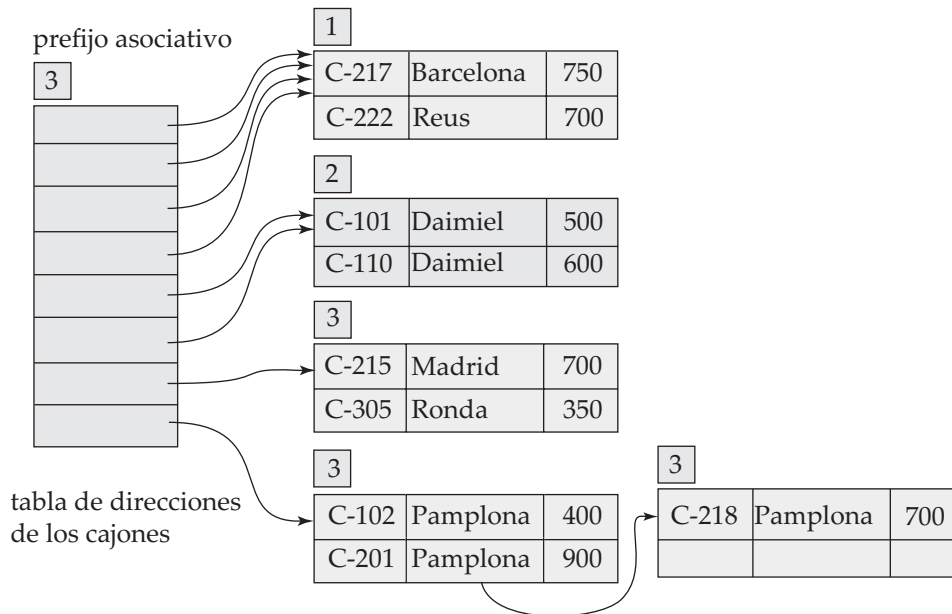 prefijo asociativo
3
1
C-217 Barcelona 750
C-222 Reus 700
2
C-101 Daimiel 500
C-110 Daimiel 600
3
C-215 Madrid 700
C-305 Ronda 350
3
C-102 Pamplona 400
C-201 Pamplona 900
3
C-218 Pamplona 700
tabla de direcciones
de los cajones